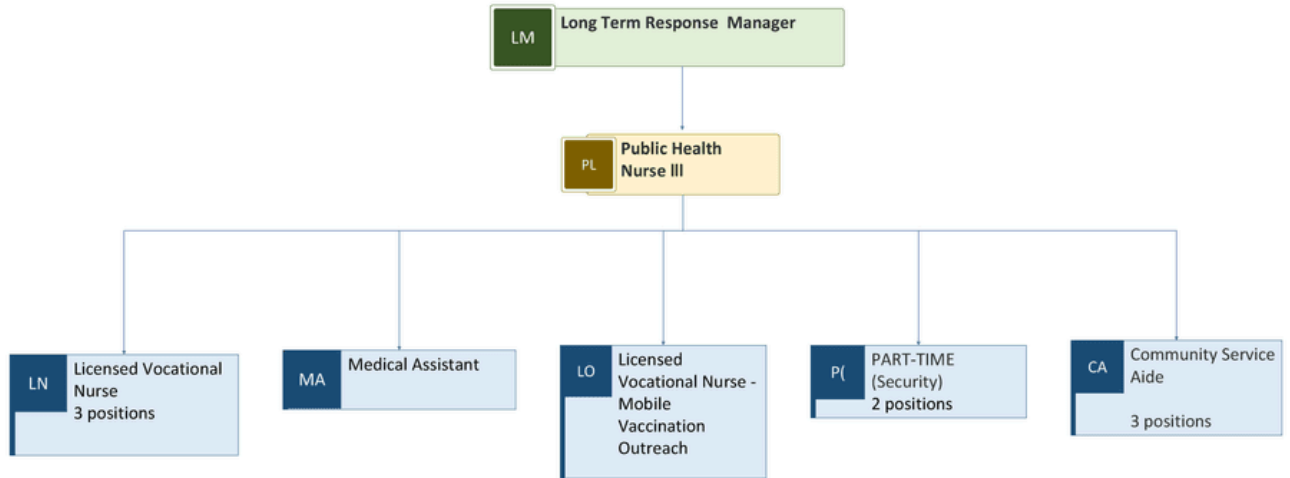 LM
Long Term Response Manager
PL
Public Health
Nurse lll
LN
Licensed Vocational
Nurse
3 positions
MA
Medical Assistant
LO
Licensed
Vocational Nurse -
Mobile
Vaccination
Outreach
P(
PART-TIME
(Security)
2 positions
CA
Community Service
Aide
3 positions